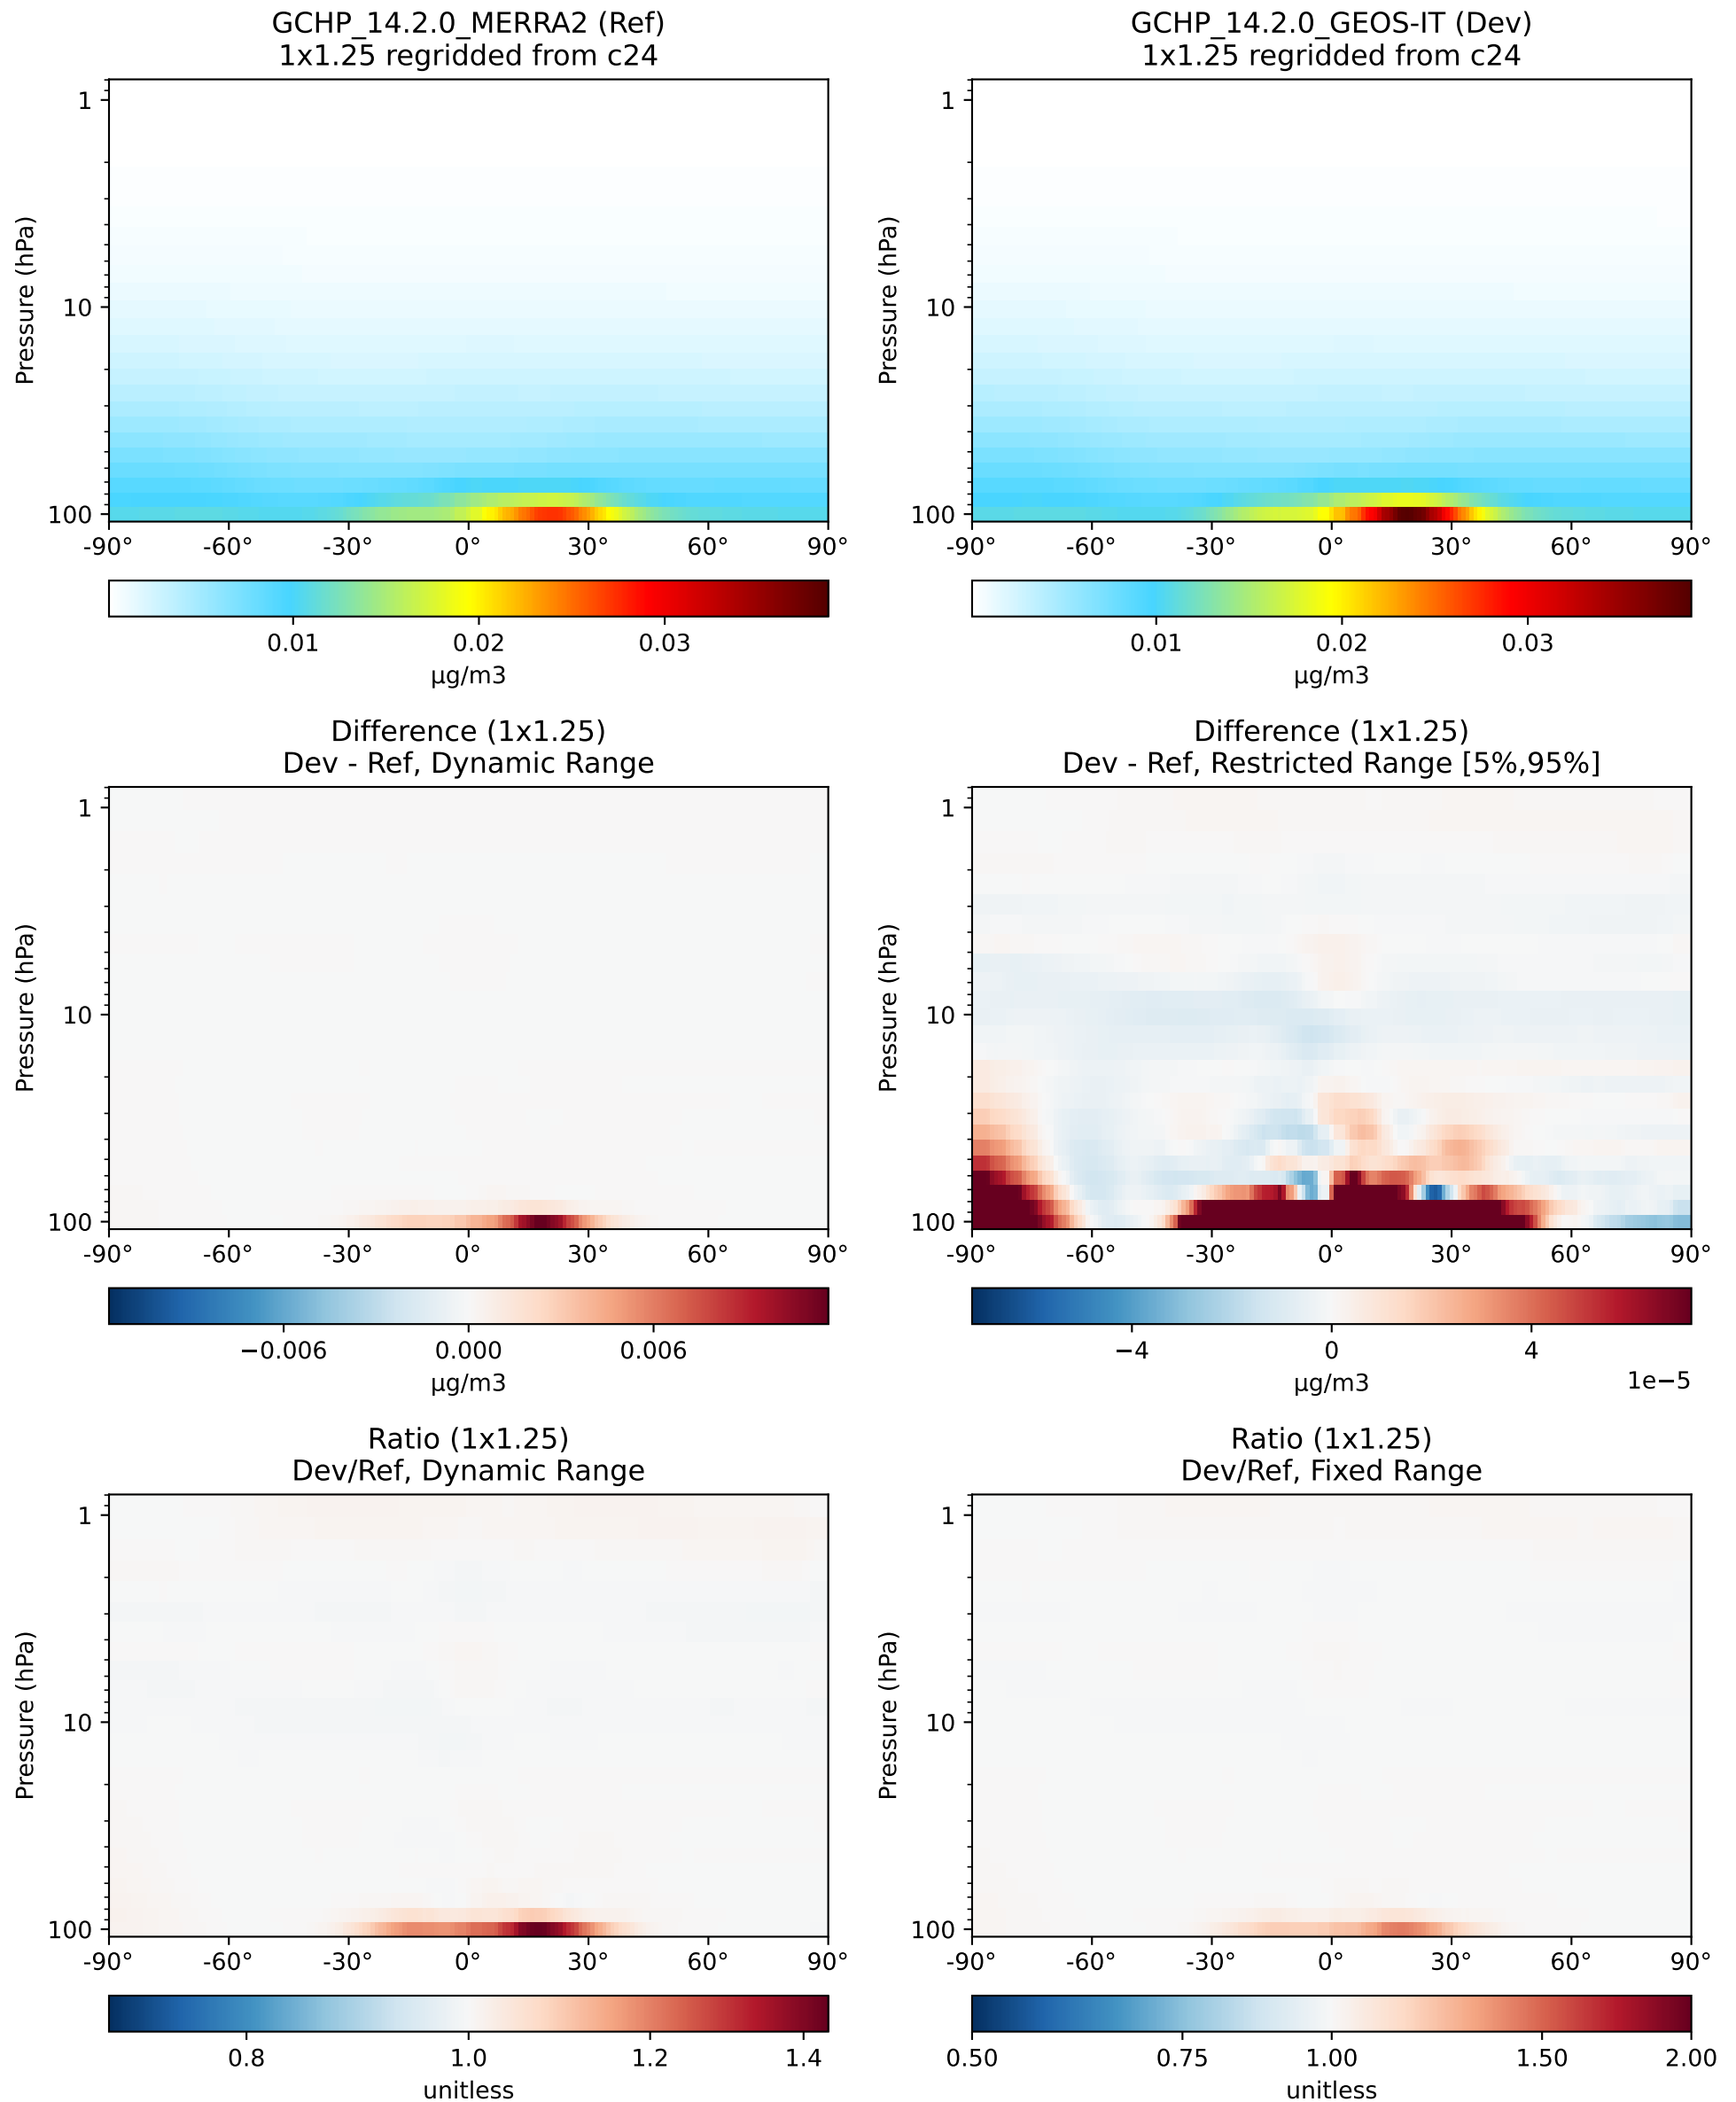 GCHP_14.2.0_MERRA2 (Ref)
1x1.25 regridded from c24
Pressure (hPa)
1
10
100
-90° -60° -30° 0° 30° 60° 90°
0.01 0.02 0.03
µg/m3
GCHP_14.2.0_GEOS-IT (Dev)
1x1.25 regridded from c24
Pressure (hPa)
1
10
100
-90° -60° -30° 0° 30° 60° 90°
0.01 0.02 0.03
µg/m3
Difference (1x1.25)
Dev - Ref, Dynamic Range
Pressure (hPa)
1
10
100
-90° -60° -30° 0° 30° 60° 90°
−0.006 0.000 0.006
µg/m3
Difference (1x1.25)
Dev - Ref, Restricted Range [5%,95%]
Pressure (hPa)
1
10
100
-90° -60° -30° 0° 30° 60° 90°
−4 0 4
µg/m3 1e−5
Ratio (1x1.25)
Dev/Ref, Dynamic Range
Pressure (hPa)
1
10
100
-90° -60° -30° 0° 30° 60° 90°
0.8 1.0 1.2 1.4
unitless
Ratio (1x1.25)
Dev/Ref, Fixed Range
Pressure (hPa)
1
10
100
-90° -60° -30° 0° 30° 60° 90°
0.50 0.75 1.00 1.50 2.00
unitless